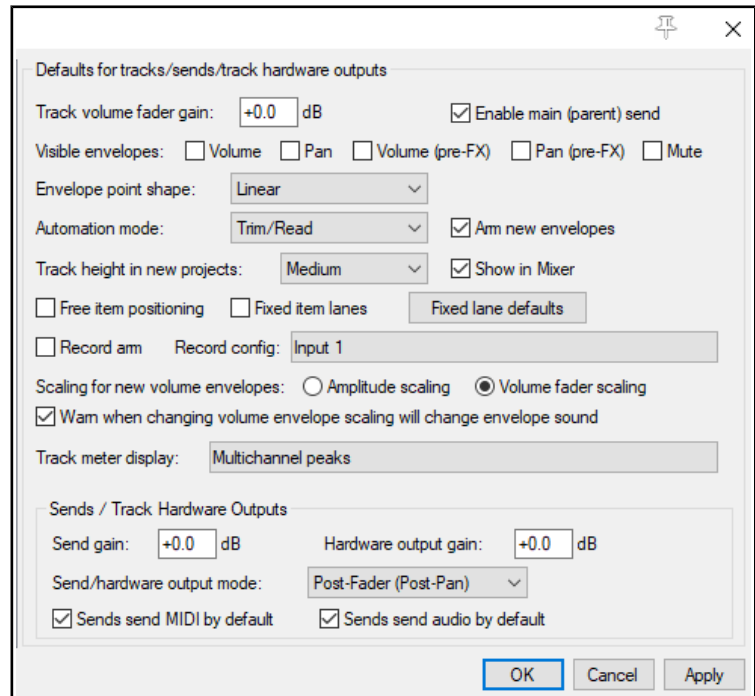 Defaults for tracks/sends/track hardware outputs
Track volume fader gain: +0.0 dB Enable main (parent) send
Visible envelopes: Volume Pan Volume (pre-FX) Pan (pre-FX) Mute
Envelope point shape: Linear
Automation mode: Trim/Read Arm new envelopes
Track height in new projects: Medium Show in Mixer
Free item positioning Fixed item lanes Fixed lane defaults
Record arm Record config: Input 1
Scaling for new volume envelopes: Amplitude scaling Volume fader scaling
Warn when changing volume envelope scaling will change envelope sound
Track meter display: Multichannel peaks
Sends / Track Hardware Outputs
Send gain: +0.0 dB Hardware output gain: +0.0 dB
Send/hardware output mode: Post-Fader (Post-Pan)
Sends send MIDI by default Sends send audio by default
OK Cancel Apply